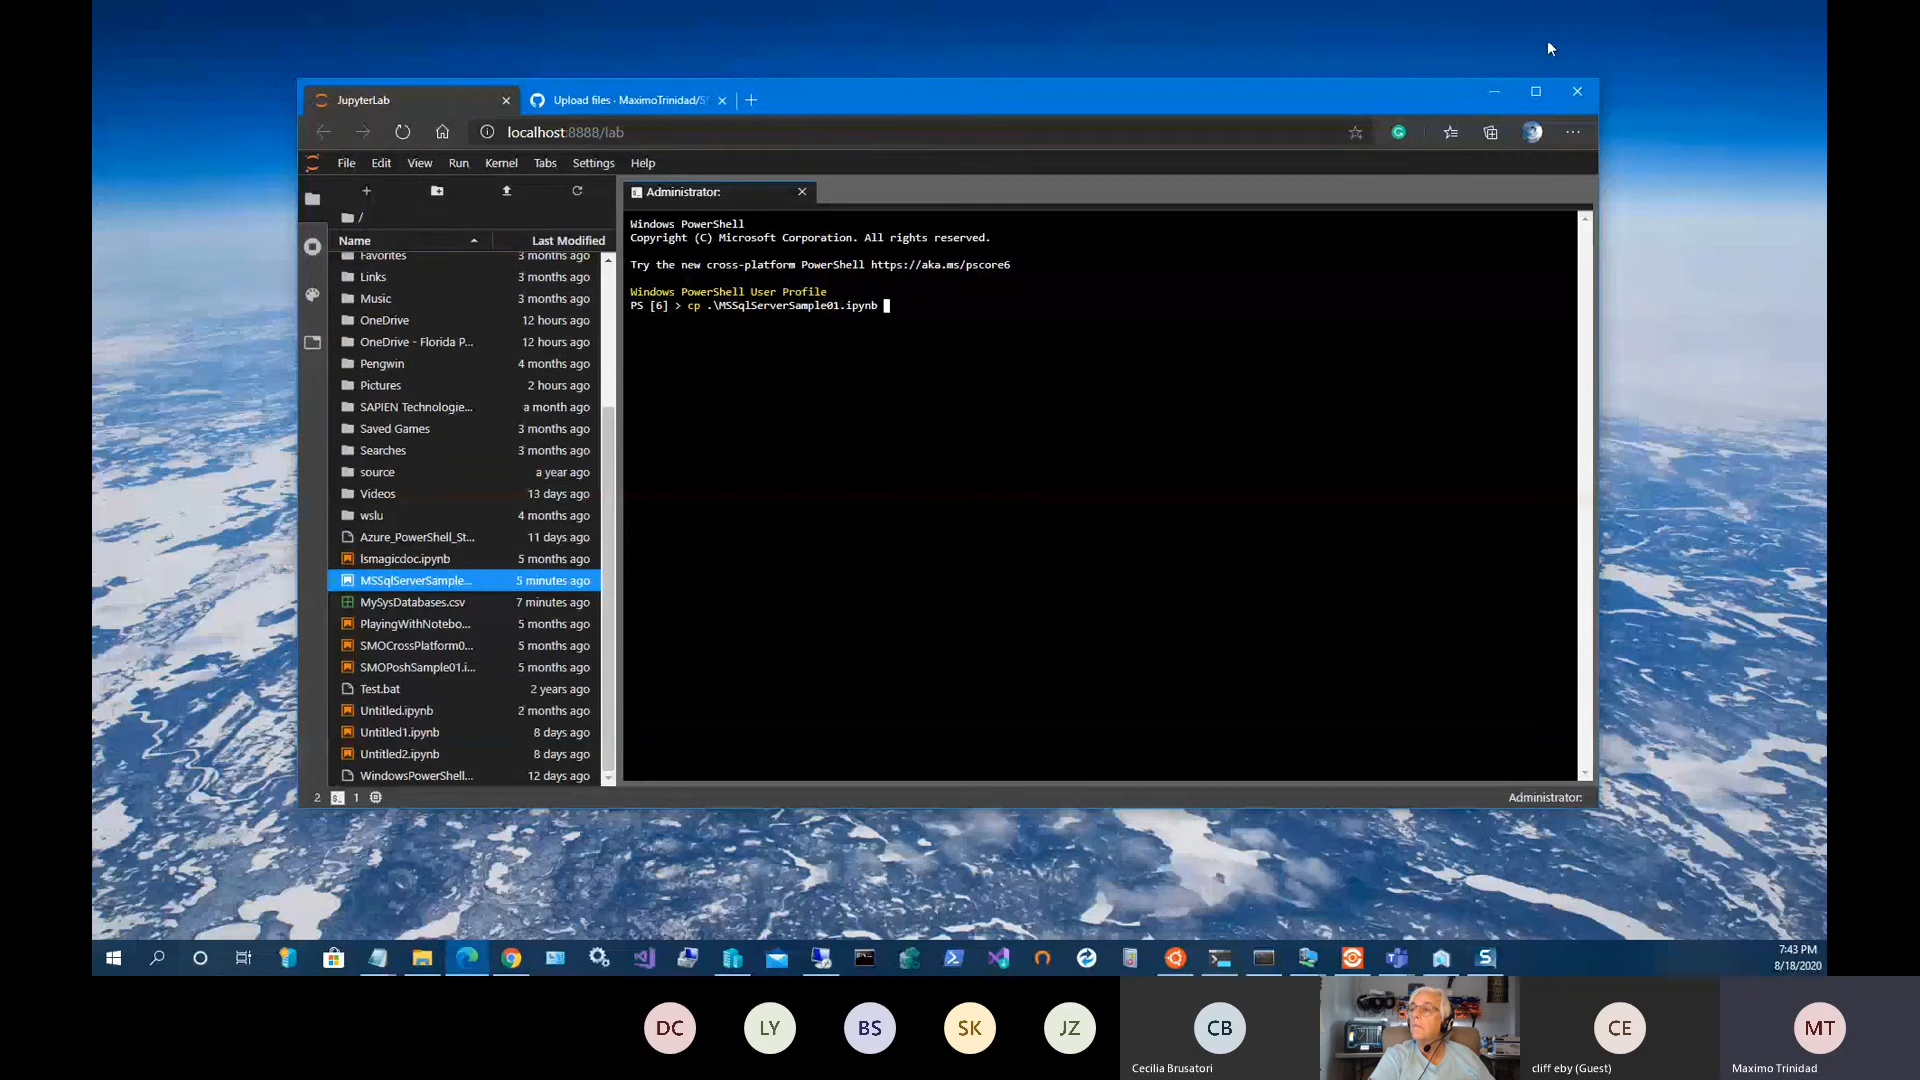 JupyterLab
Upload files · MaximoTrinidad/S
localhost:8888/lab
File Edit View Run Kernel Tabs Settings Help
/
Name Last Modified
Favorites 3 months ago
Links 3 months ago
Music 3 months ago
OneDrive 12 hours ago
OneDrive - Florida P... 12 hours ago
Pengwin 4 months ago
Pictures 2 hours ago
SAPIEN Technologie... a month ago
Saved Games 3 months ago
Searches 3 months ago
source a year ago
Videos 13 days ago
wslu 4 months ago
Azure_PowerShell_St... 11 days ago
lsmagicdoc.ipynb 5 months ago
MSSqlServerSample... 5 minutes ago
MySysDatabases.csv 7 minutes ago
PlayingWithNotebo... 5 months ago
SMOCrossPlatform0... 5 months ago
SMOPoshSample01.i... 5 months ago
Test.bat 2 years ago
Untitled.ipynb 2 months ago
Untitled1.ipynb 8 days ago
Untitled2.ipynb 8 days ago
WindowsPowerShell... 12 days ago
Administrator:
Windows PowerShell
Copyright (C) Microsoft Corporation. All rights reserved.
Try the new cross-platform PowerShell https://aka.ms/pscore6
Windows PowerShell User Profile
PS [6] > cp .\MSSqlServerSample01.ipynb
2 1
Administrator:
7:43 PM
8/18/2020
DC LY BS SK JZ CB CE MT
Cecilia Brusatori
cliff eby (Guest)
Maximo Trinidad